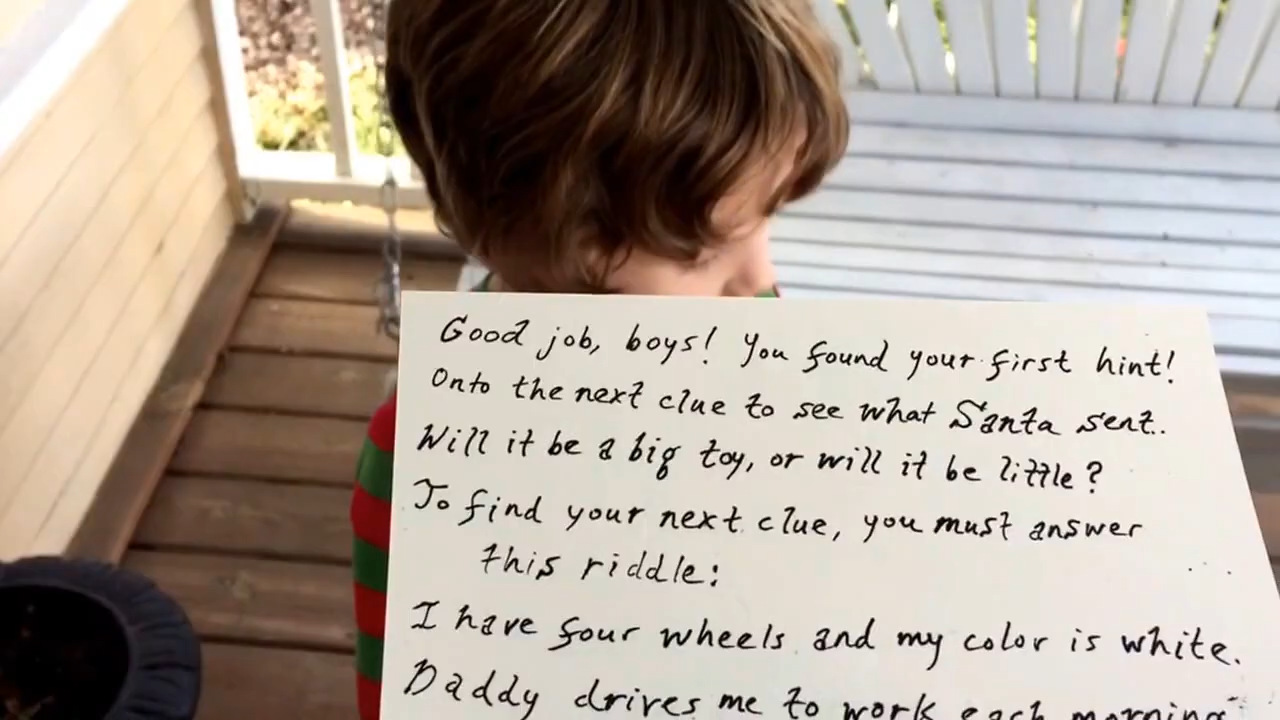 Good job, boys! You found your first hint!
Onto the next clue to see what Santa sent.
Will it be a big toy, or will it be little?
To find your next clue, you must answer
this riddle:
I have four wheels and my color is white.
Daddy drives me to work each morning